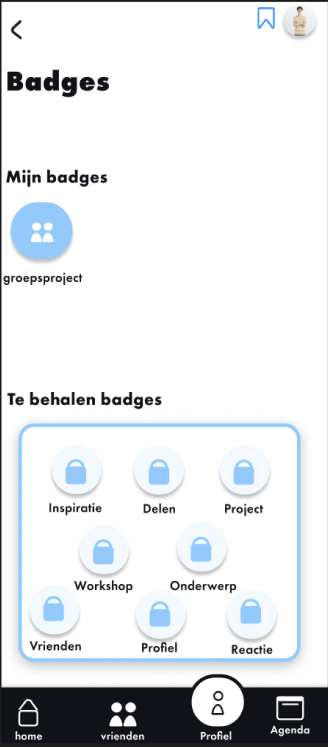 Badges
Mijn badges
groepsproject
Te behalen badges
Inspiratie Delen Project
Workshop Onderwerp
Vrienden Profiel Reactie
home vrienden Profiel Agenda